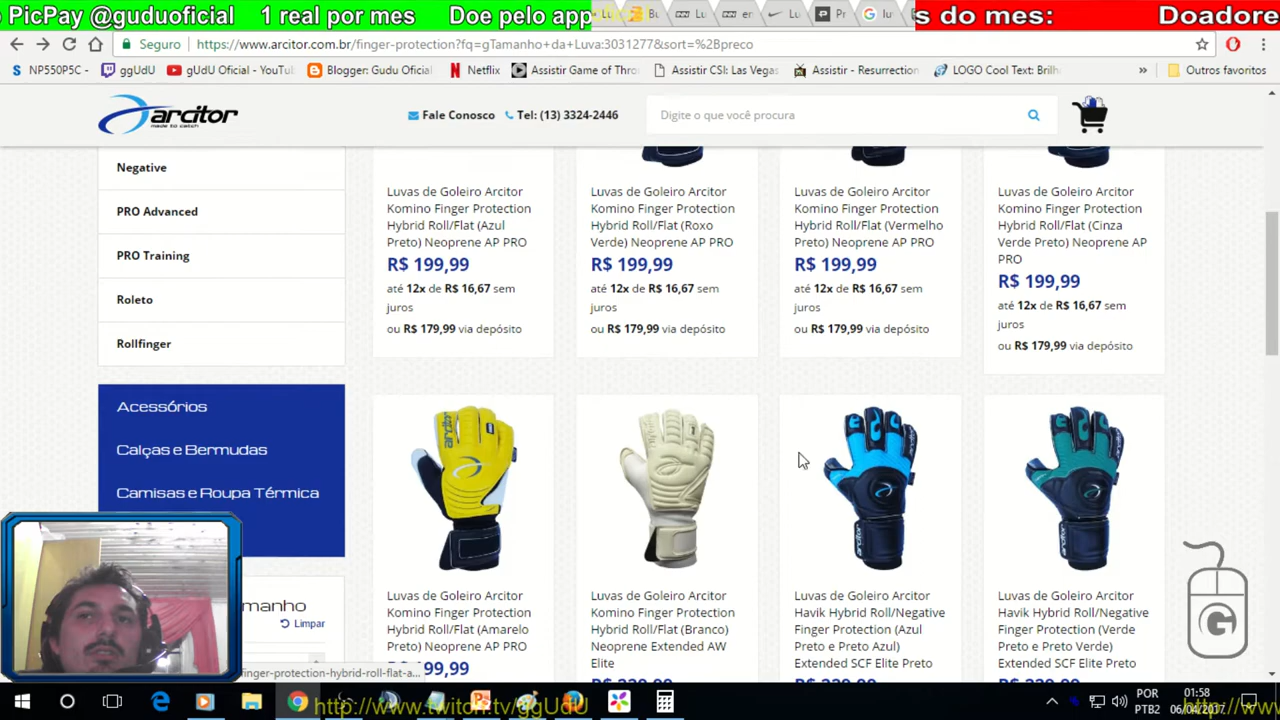 PicPay @guduoficial 1 real por mes Doe pelo app
s do mes: Doadore
Seguro https://www.arcitor.com.br/finger-protection?fq=gTamanho+da+Luva:3031277&sort=%2Bpreco
NP550P5C - ggUdU gUdU Oficial - YouTu Blogger: Gudu Oficial Netflix Assistir Game of Thro Assistir CSI: Las Vegas Assistir - Resurrection LOGO Cool Text: Brilh » Outros favoritos
arcitor
made to catch
Fale Conosco Tel: (13) 3324-2446
Digite o que você procura
Negative
PRO Advanced
PRO Training
Roleto
Rollfinger
Luvas de Goleiro Arcitor
Komino Finger Protection
Hybrid Roll/Flat (Azul
Preto) Neoprene AP PRO
R$ 199,99
até 12x de R$ 16,67 sem
juros
ou R$ 179,99 via depósito
Luvas de Goleiro Arcitor
Komino Finger Protection
Hybrid Roll/Flat (Roxo
Verde) Neoprene AP PRO
R$ 199,99
até 12x de R$ 16,67 sem
juros
ou R$ 179,99 via depósito
Luvas de Goleiro Arcitor
Komino Finger Protection
Hybrid Roll/Flat (Vermelho
Preto) Neoprene AP PRO
R$ 199,99
até 12x de R$ 16,67 sem
juros
ou R$ 179,99 via depósito
Luvas de Goleiro Arcitor
Komino Finger Protection
Hybrid Roll/Flat (Cinza
Verde Preto) Neoprene AP
PRO
R$ 199,99
até 12x de R$ 16,67 sem
juros
ou R$ 179,99 via depósito
Acessórios
Calças e Bermudas
Camisas e Roupa Térmica
manho
Limpar
Luvas de Goleiro Arcitor
Komino Finger Protection
Hybrid Roll/Flat (Amarelo
Preto) Neoprene AP PRO
Luvas de Goleiro Arcitor
Komino Finger Protection
Hybrid Roll/Flat (Branco)
Neoprene Extended AW
Elite
Luvas de Goleiro Arcitor
Havik Hybrid Roll/Negative
Finger Protection (Azul
Preto e Preto Azul)
Extended SCF Elite Preto
Luvas de Goleiro Arcitor
Havik Hybrid Roll/Negative
Finger Protection (Verde
Preto e Preto Verde)
Extended SCF Elite Preto
finger-protection-hybrid-roll-flat-a...
POR
PTB2
01:58
06/04/2017